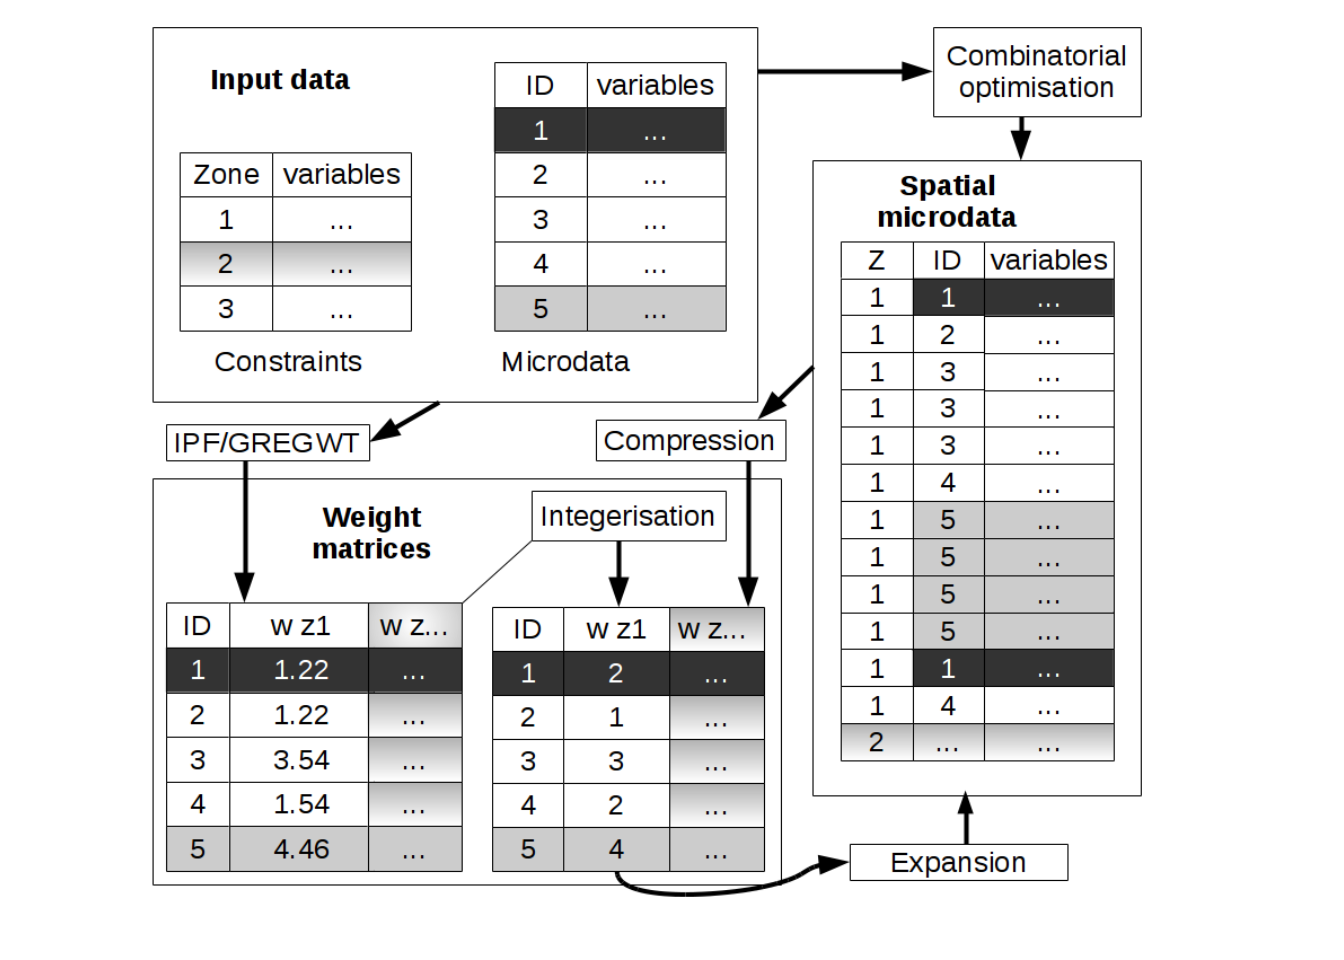 Input data
Zone variables
1 ...
2 ...
3 ...
Constraints
ID variables
1 ...
2 ...
3 ...
4 ...
5 ...
Microdata
Combinatorial
optimisation
Spatial
microdata
Z ID variables
1 1 ...
1 2 ...
1 3 ...
1 3 ...
1 3 ...
1 4 ...
1 5 ...
1 5 ...
1 5 ...
1 5 ...
1 1 ...
1 4 ...
2 ... ...
IPF/GREGWT
Compression
Weight
matrices
Integerisation
ID w z1 w z...
1 1.22 ...
2 1.22 ...
3 3.54 ...
4 1.54 ...
5 4.46 ...
ID w z1 w z...
1 2 ...
2 1 ...
3 3 ...
4 2 ...
5 4 ...
Expansion